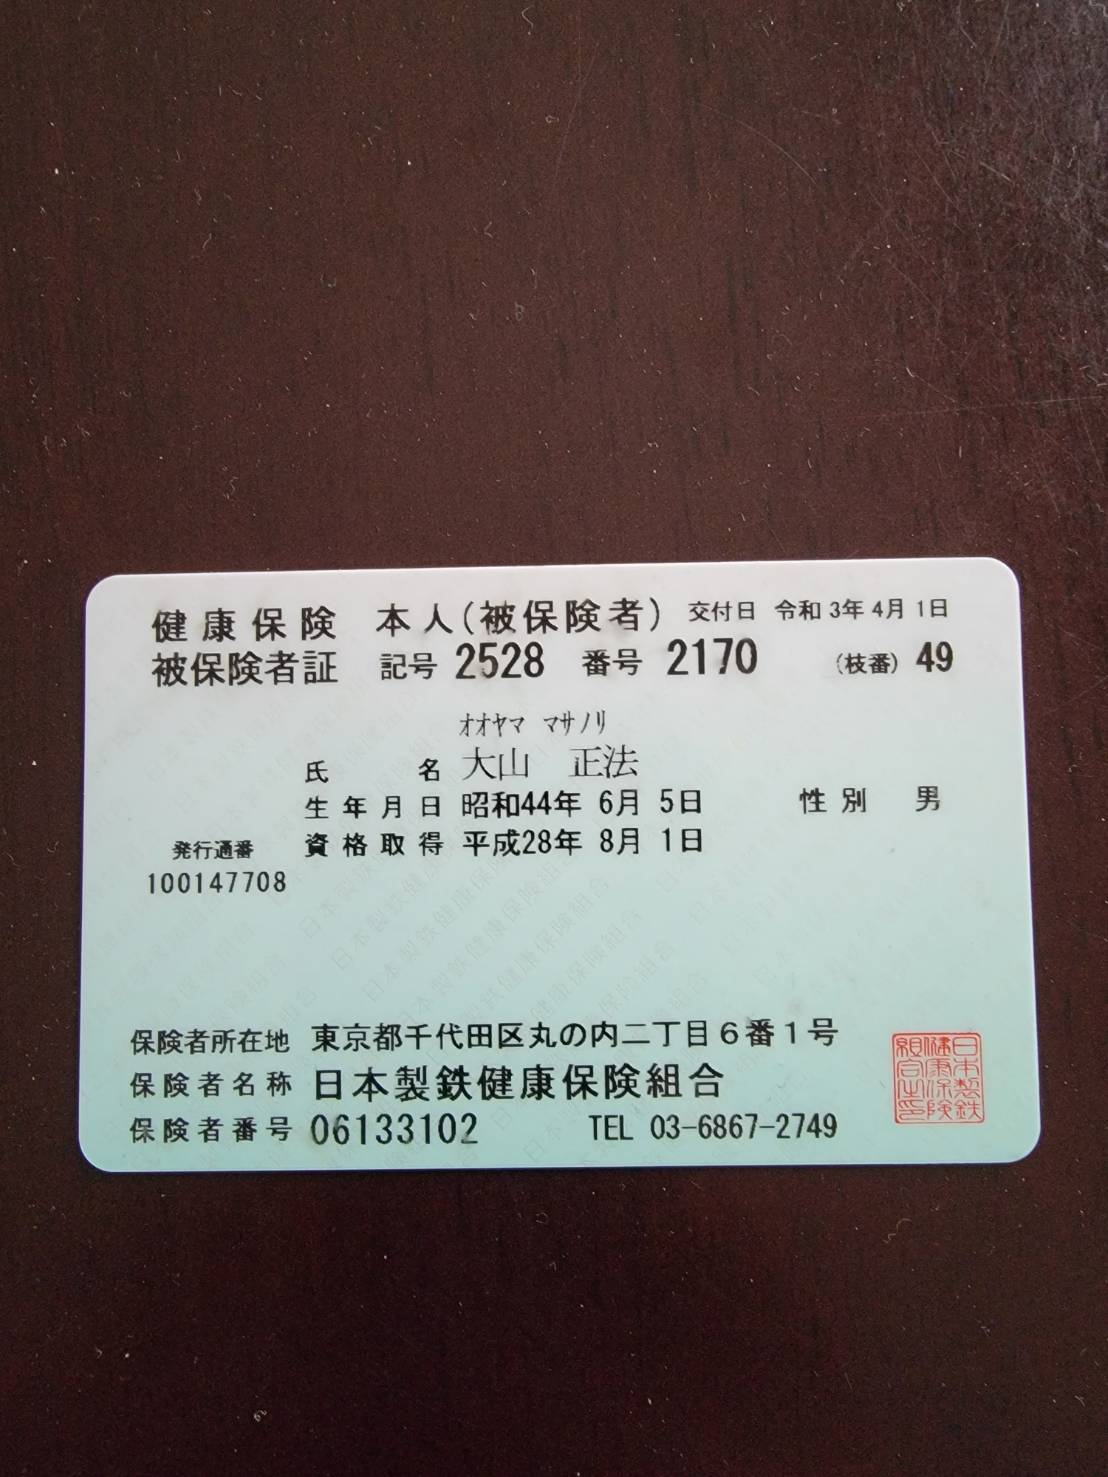 健康保険 本人(被保険者) 交付日 令和 3年 4月 1日
被保険者証 記号 2528 番号 2170 (枝番) 49
オオヤマ マサノリ
氏名 大山 正法
生年月日 昭和44年 6月 5日 性別 男
資格取得 平成28年 8月 1日
発行通番
100147708
保険者所在地 東京都千代田区丸の内二丁目6番1号
保険者名称 日本製鉄健康保険組合
保険者番号 06133102 TEL 03-6867-2749